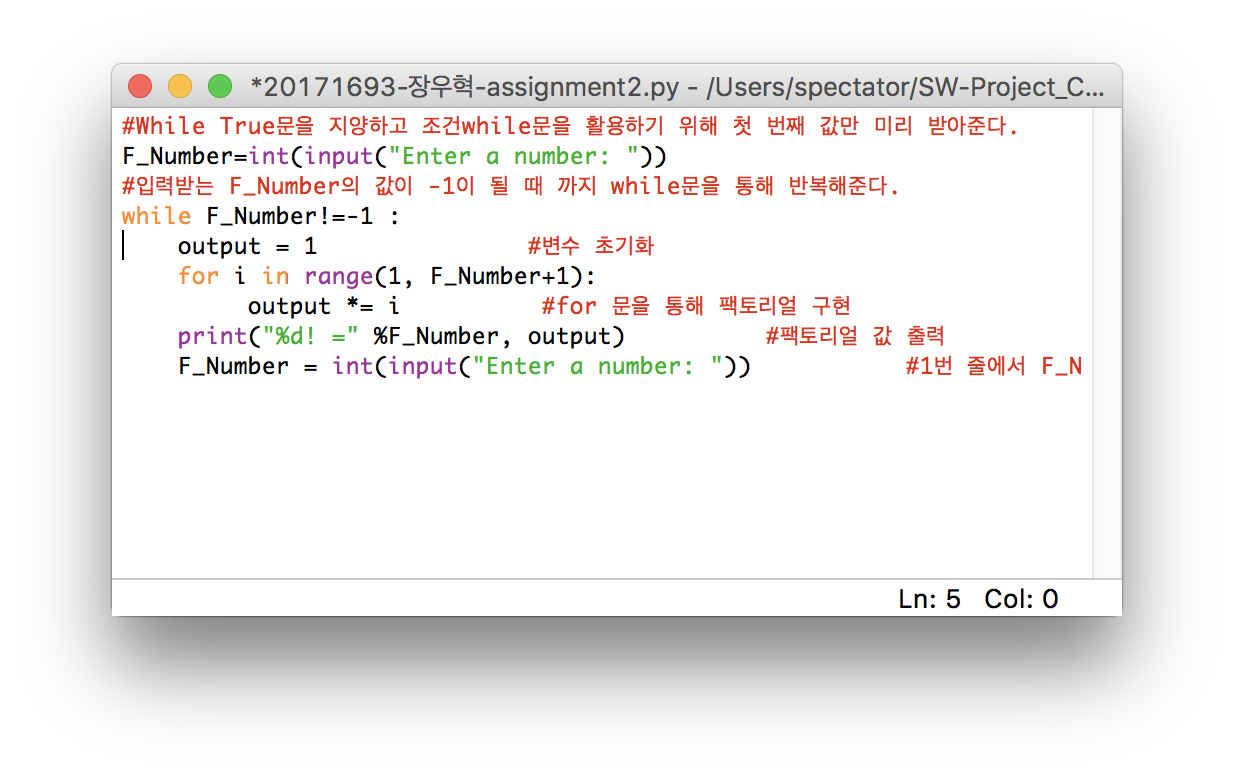 *20171693-장우혁-assignment2.py - /Users/spectator/SW-Project_C...
#While True문을 지양하고 조건while문을 활용하기 위해 첫 번째 값만 미리 받아준다.
F_Number=int(input("Enter a number: "))
#입력받는 F_Number의 값이 -1이 될 때 까지 while문을 통해 반복해준다.
while F_Number!=-1 :
    output = 1               #변수 초기화
    for i in range(1, F_Number+1):
         output *= i          #for 문을 통해 팩토리얼 구현
    print("%d! =" %F_Number, output)          #팩토리얼 값 출력
    F_Number = int(input("Enter a number: "))           #1번 줄에서 F_N
Ln: 5 Col: 0